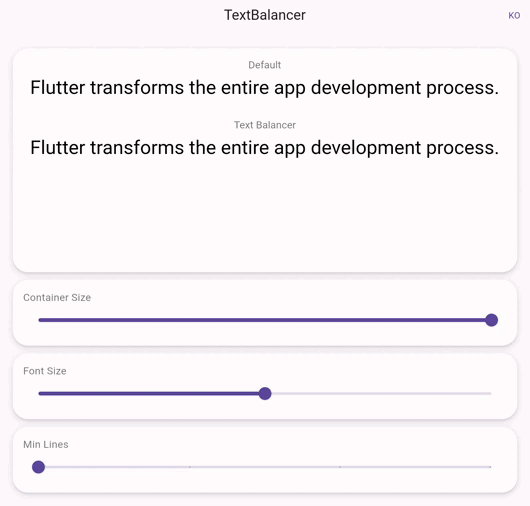 TextBalancer
KO
Default
Flutter transforms the entire app development process.
Text Balancer
Flutter transforms the entire app development process.
Container Size
Font Size
Min Lines